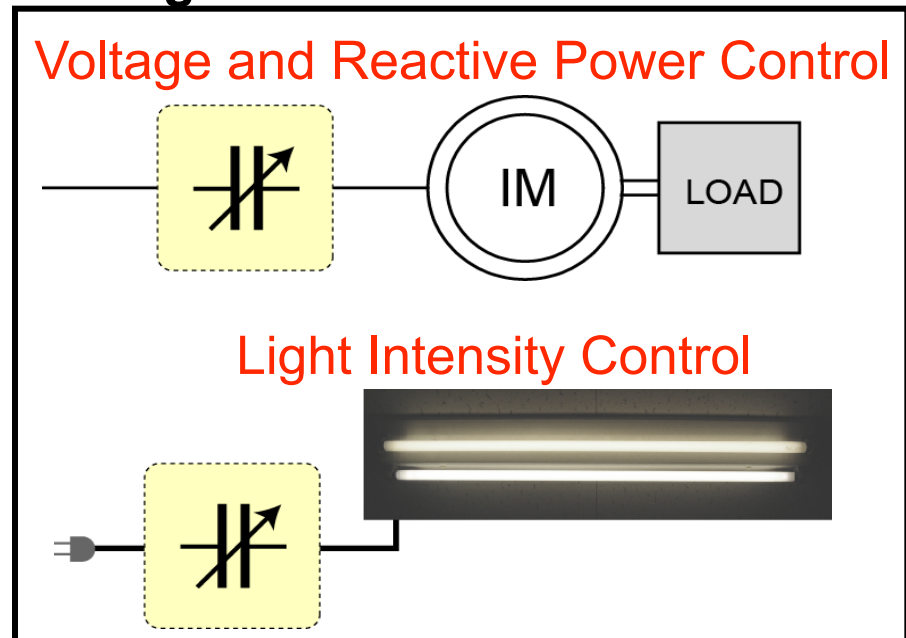 Voltage and Reactive Power Control
IM
LOAD
Light Intensity Control